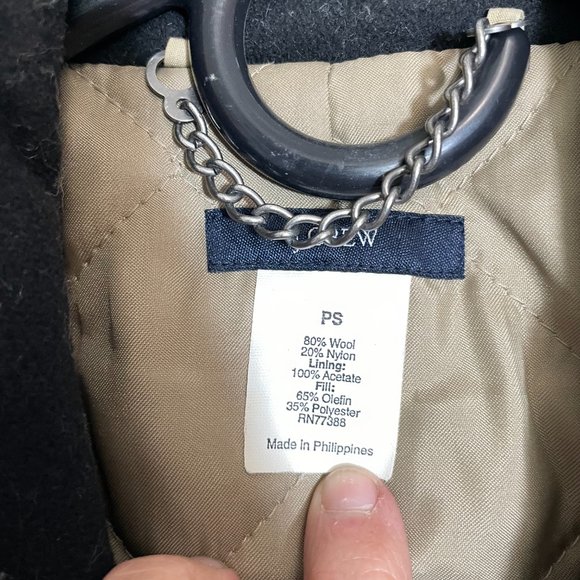 CREW
PS
80% Wool
20% Nylon
Lining:
100% Acetate
Fill:
65% Olefin
35% Polyester
RN77388
Made in Philippines